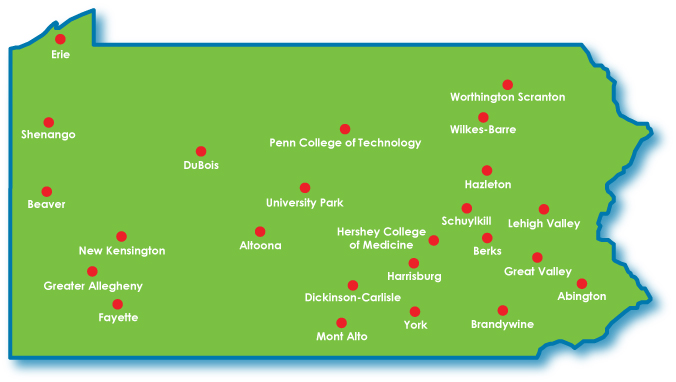 Erie
Worthington Scranton
Wilkes-Barre
Shenango
Penn College of Technology
DuBois
Hazleton
Beaver
University Park
Schuylkill
Lehigh Valley
Hershey College
of Medicine
New Kensington
Altoona
Berks
Harrisburg
Great Valley
Greater Allegheny
Dickinson-Carlisle
Abington
Fayette
York
Brandywine
Mont Alto